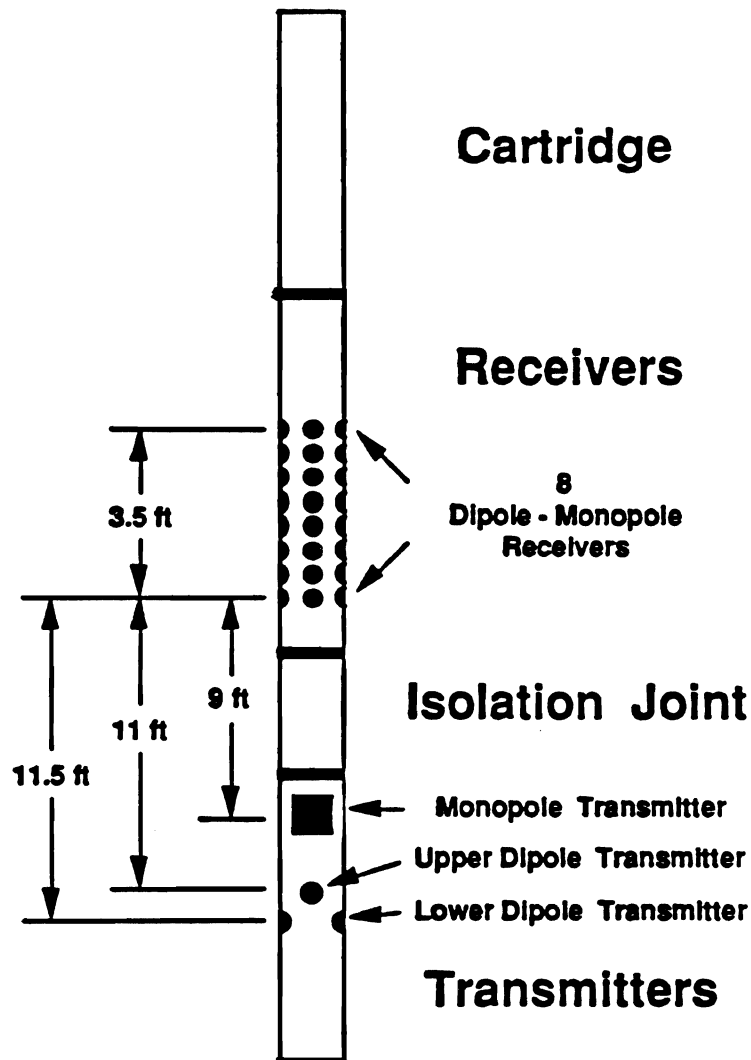 Cartridge
Receivers
8
Dipole - Monopole
Receivers
3.5 ft
9 ft
11 ft
11.5 ft
Isolation Joint
Monopole Transmitter
Upper Dipole Transmitter
Lower Dipole Transmitter
Transmitters